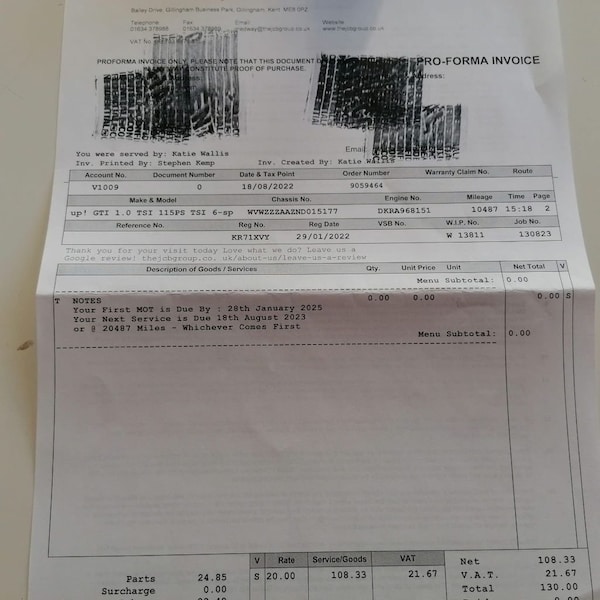 Bailey Drive, Gillingham Business Park, Gillingham, Kent ME8 0PZ
Telephone: Fax: Email: Website:
VAT No
PROFORMA INVOICE ONLY, PLEASE NOTE THAT THIS DOCUMENT
CONSTITUTE PROOF OF PURCHASE.
PRO-FORMA INVOICE
Email
You were served by: Katie Wallis
Inv. Printed By: Stephen Kemp Inv. Created By: Katie Wallis
Account No. Document Number Date & Tax Point Order Number Warranty Claim No. Route
V1009 0 18/08/2022 9059464
Make & Model Chassis No. Engine No. Mileage Time Page
up! GTI 1.0 TSI 115PS TSI 6-sp WVWZZZAAZND015177 DKRA968151 10487 15:18 2
Reference No. Reg No. Reg Date VSB No. W.I.P. No. Job No.
KR71XVY 29/01/2022 W 13811 130823
Thank you for your visit today Love what we do? Leave us a
Google review! thejcbgroup.co. uk/about-us/leave-us-a-review
Description of Goods / Services Qty. Unit Price Unit Net Total V
Menu Subtotal: 0.00
T NOTES 0.00 0.00 0.00 S
Your First MOT is Due By : 28th January 2025
Your Next Service is Due 18th August 2023
or @ 20487 Miles - Whichever Comes First
Menu Subtotal: 0.00
V Rate Service/Goods VAT Net 108.33
Parts 24.85 S 20.00 108.33 21.67 V.A.T. 21.67
Surcharge 0.00 Total 130.00